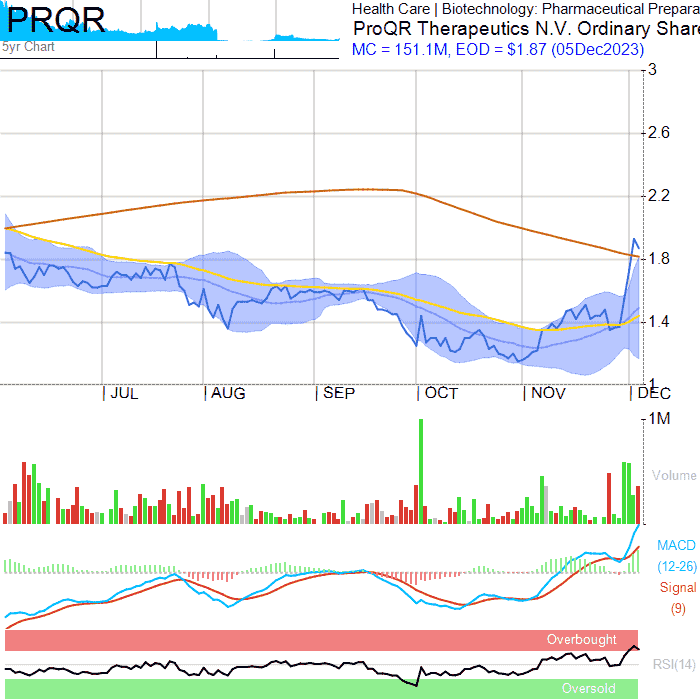 PRQR
5yr Chart
Health Care | Biotechnology: Pharmaceutical Prepara
ProQR Therapeutics N.V. Ordinary Share
MC = 151.1M, EOD = $1.87 (05Dec2023)
3
2.6
2.2
1.8
1.4
1
JUL AUG SEP OCT NOV DEC
1M
Volume
MACD
(12-26)
Signal
(9)
Overbought
RSI(14)
Oversold